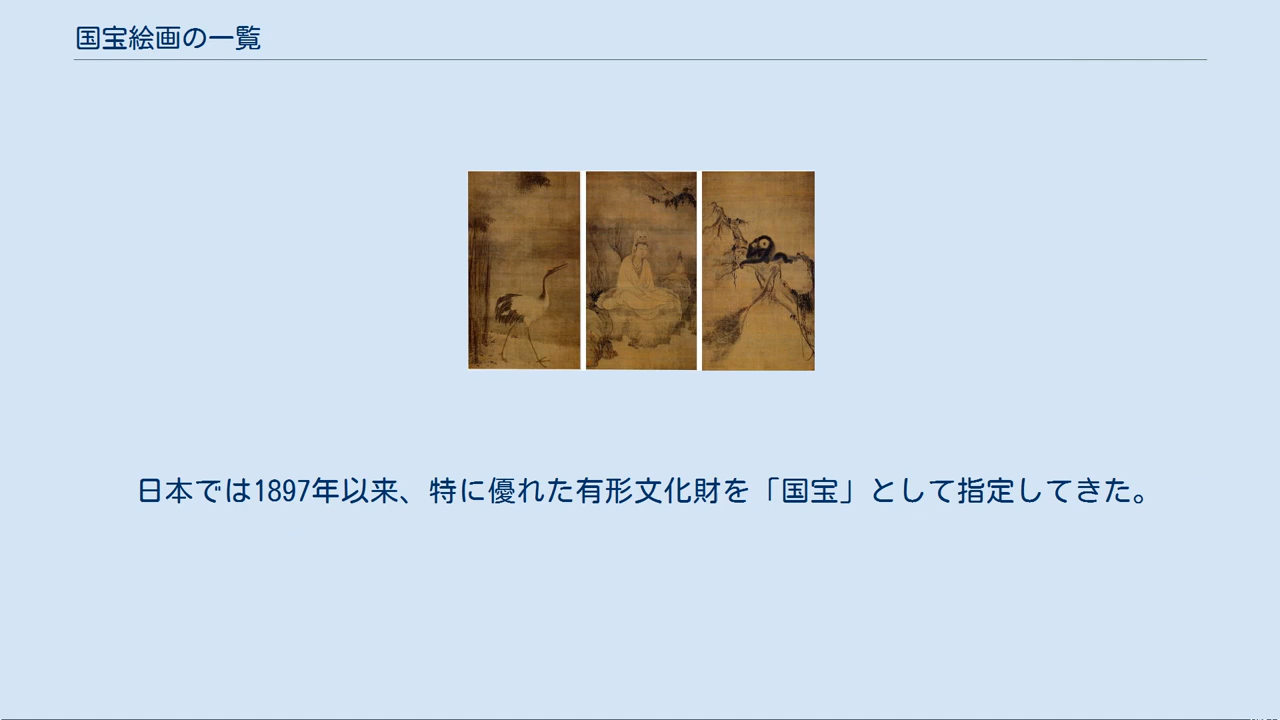 国宝絵画の一覧
日本では1897年以来、特に優れた有形文化財を「国宝」として指定してきた。